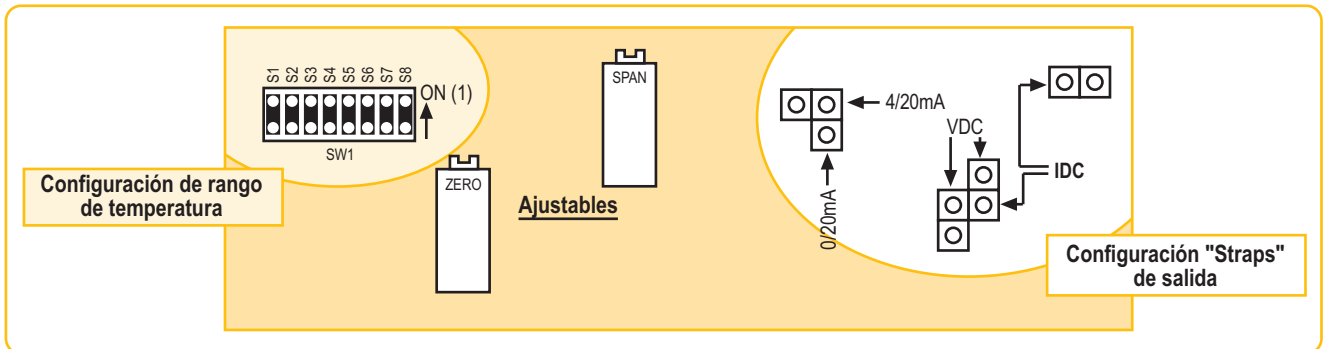 S1 S2 S3 S4 S5 S6 S7 S8
ON (1)
SW1
Configuración de rango
de temperatura
ZERO
SPAN
Ajustables
4/20mA
0/20mA
VDC
IDC
Configuración "Straps"
de salida